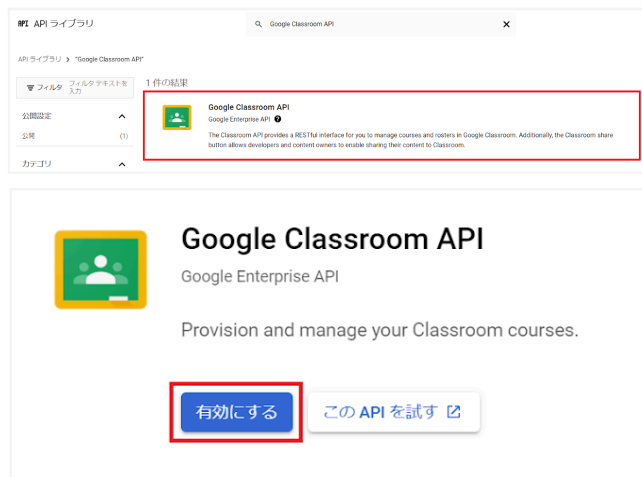 API API ライブラリ
Google Classroom API
API ライブラリ > "Google Classroom API"
フィルタ フィルタ テキストを入力
1 件の結果
公開設定
公開 (1)
カテゴリ
Google Classroom API
Google Enterprise API
The Classroom API provides a RESTful interface for you to manage courses and rosters in Google Classroom. Additionally, the Classroom share
button allows developers and content owners to enable sharing their content to Classroom.
Google Classroom API
Google Enterprise API
Provision and manage your Classroom courses.
有効にする
この API を試す